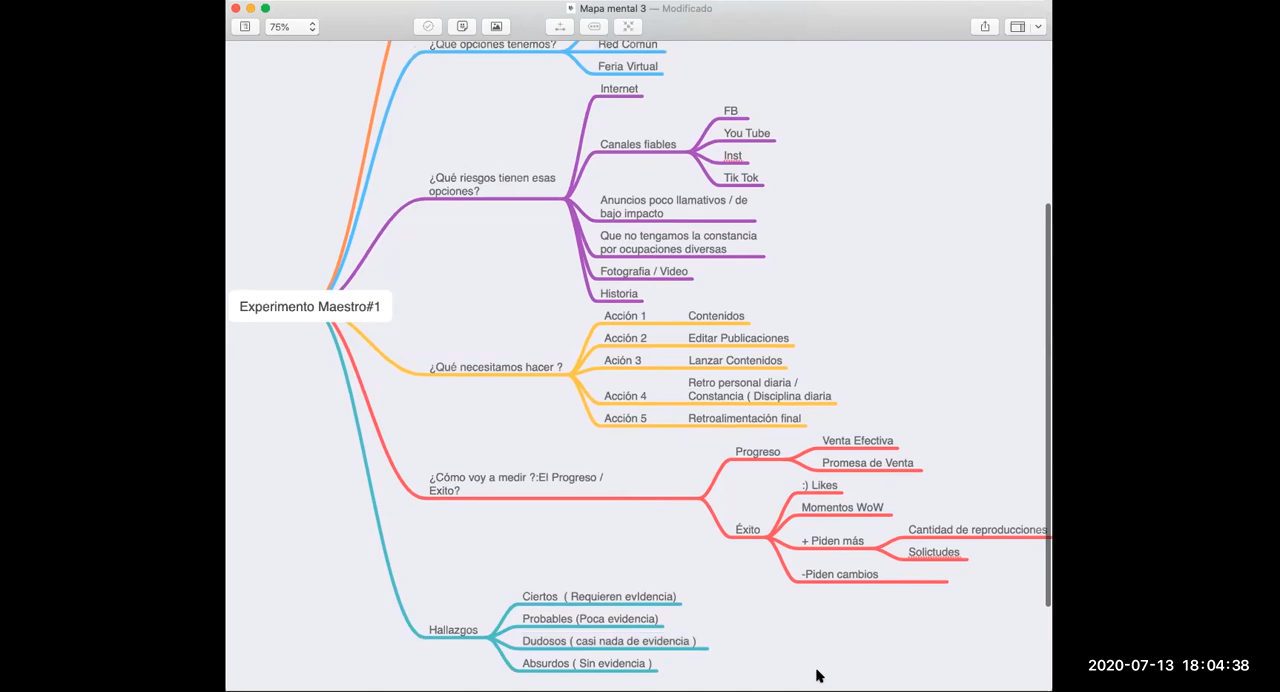 Mapa mental 3 — Modificado
75%
¿Que opciones tenemos?
Red Común
Feria Virtual
Internet
Canales fiables
FB
You Tube
Inst
Tik Tok
¿Qué riesgos tienen esas
opciones?
Anuncios poco llamativos / de
bajo impacto
Que no tengamos la constancia
por ocupaciones diversas
Fotografia / Video
Historia
Experimento Maestro#1
¿Qué necesitamos hacer ?
Acción 1 Contenidos
Acción 2 Editar Publicaciones
Ación 3 Lanzar Contenidos
Acción 4 Retro personal diaria /
Constancia ( Disciplina diaria
Acción 5 Retroalimentación final
¿Cómo voy a medir ?:El Progreso /
Exito?
Progreso
Venta Efectiva
Promesa de Venta
Éxito
:) Likes
Momentos WoW
+ Piden más
Cantidad de reproducciones
Solictudes
-Piden cambios
Hallazgos
Ciertos ( Requieren evIdencia)
Probables (Poca evidencia)
Dudosos ( casi nada de evidencia )
Absurdos ( Sin evidencia )
2020-07-13 18:04:38